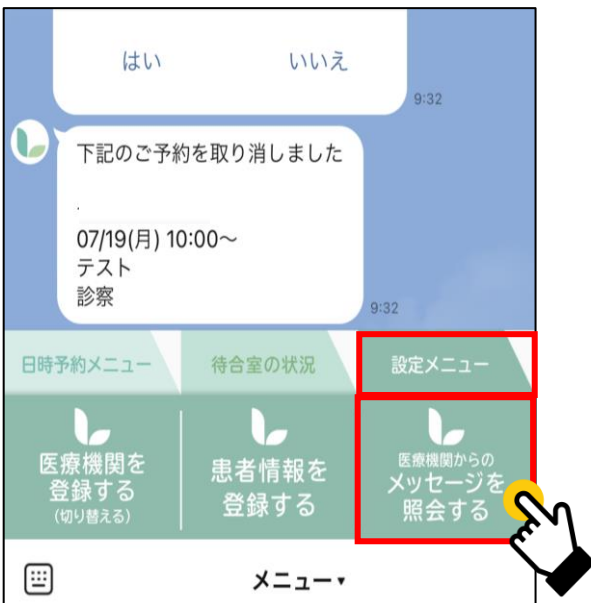 はい いいえ
9:32
下記のご予約を取り消しました
.
07/19(月) 10:00～
テスト
診察
9:32
日時予約メニュー 待合室の状況 設定メニュー
医療機関を
登録する
(切り替える)
患者情報を
登録する
医療機関からの
メッセージを
照会する
メニュー▾